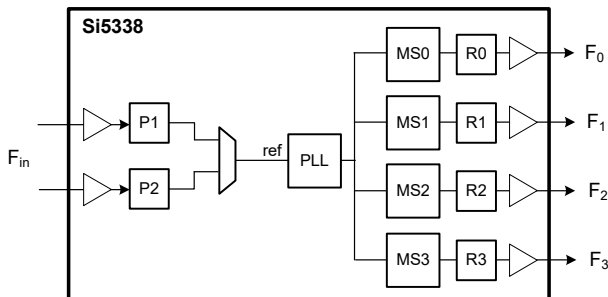 Si5338
MS0 R0 F0
P1 MS1 R1 F1
Fin ref PLL
P2 MS2 R2 F2
MS3 R3 F3